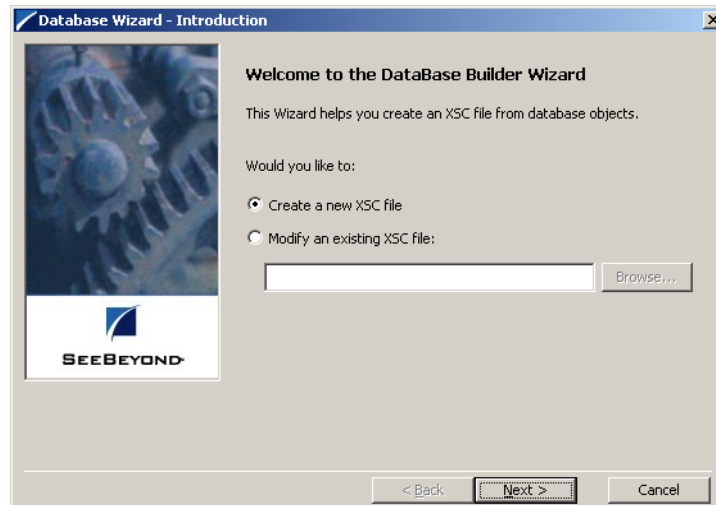 Database Wizard - Introduction
Welcome to the DataBase Builder Wizard
This Wizard helps you create an XSC file from database objects.
Would you like to:
Create a new XSC file
Modify an existing XSC file:
Browse...
SEEBEYOND
< Back
Next >
Cancel